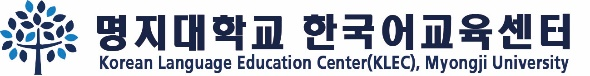 명지대학교 한국어교육센터
Korean Language Education Center(KLEC), Myongji University